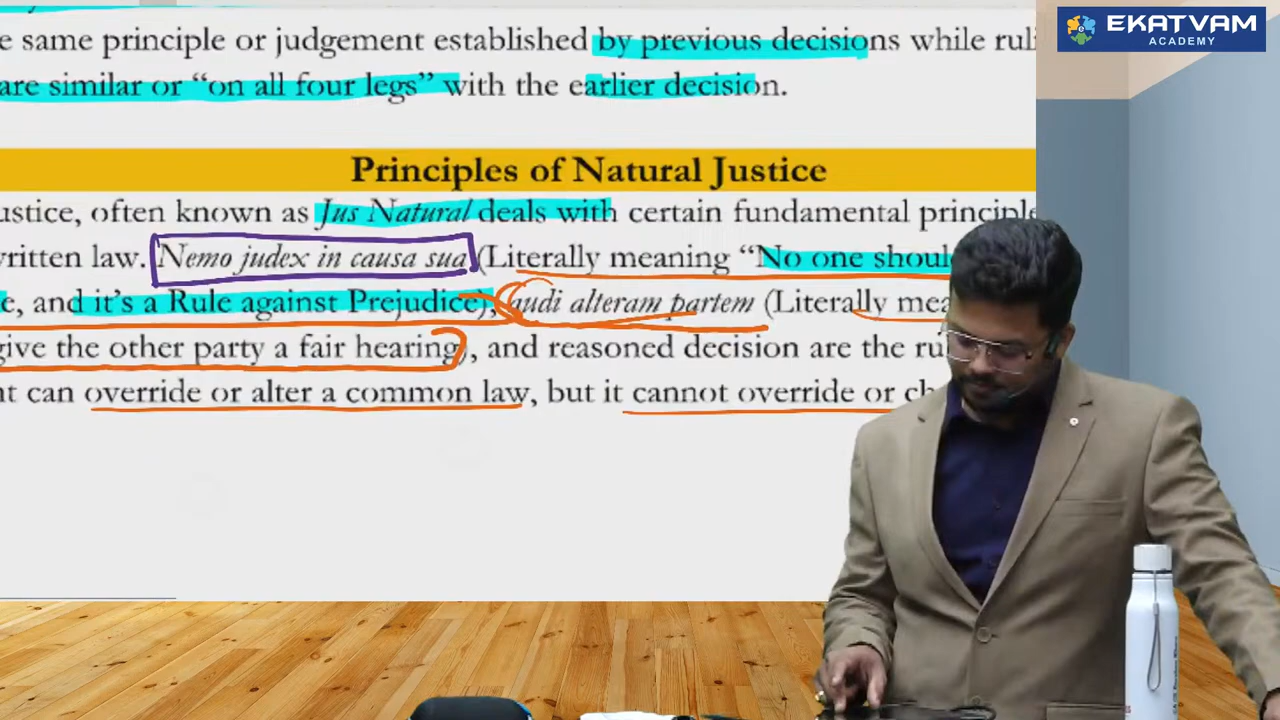 EKATVAM
ACADEMY
e same principle or judgement established by previous decisions while ruli
are similar or “on all four legs” with the earlier decision.
Principles of Natural Justice
ustice, often known as Jus Natural deals with certain fundamental principle
written law. Nemo judex in causa sua (Literally meaning “No one shoul
e, and it’s a Rule against Prejudice), audi alteram partem (Literally mea
give the other party a fair hearing), and reasoned decision are the ru
nt can override or alter a common law, but it cannot override or ch